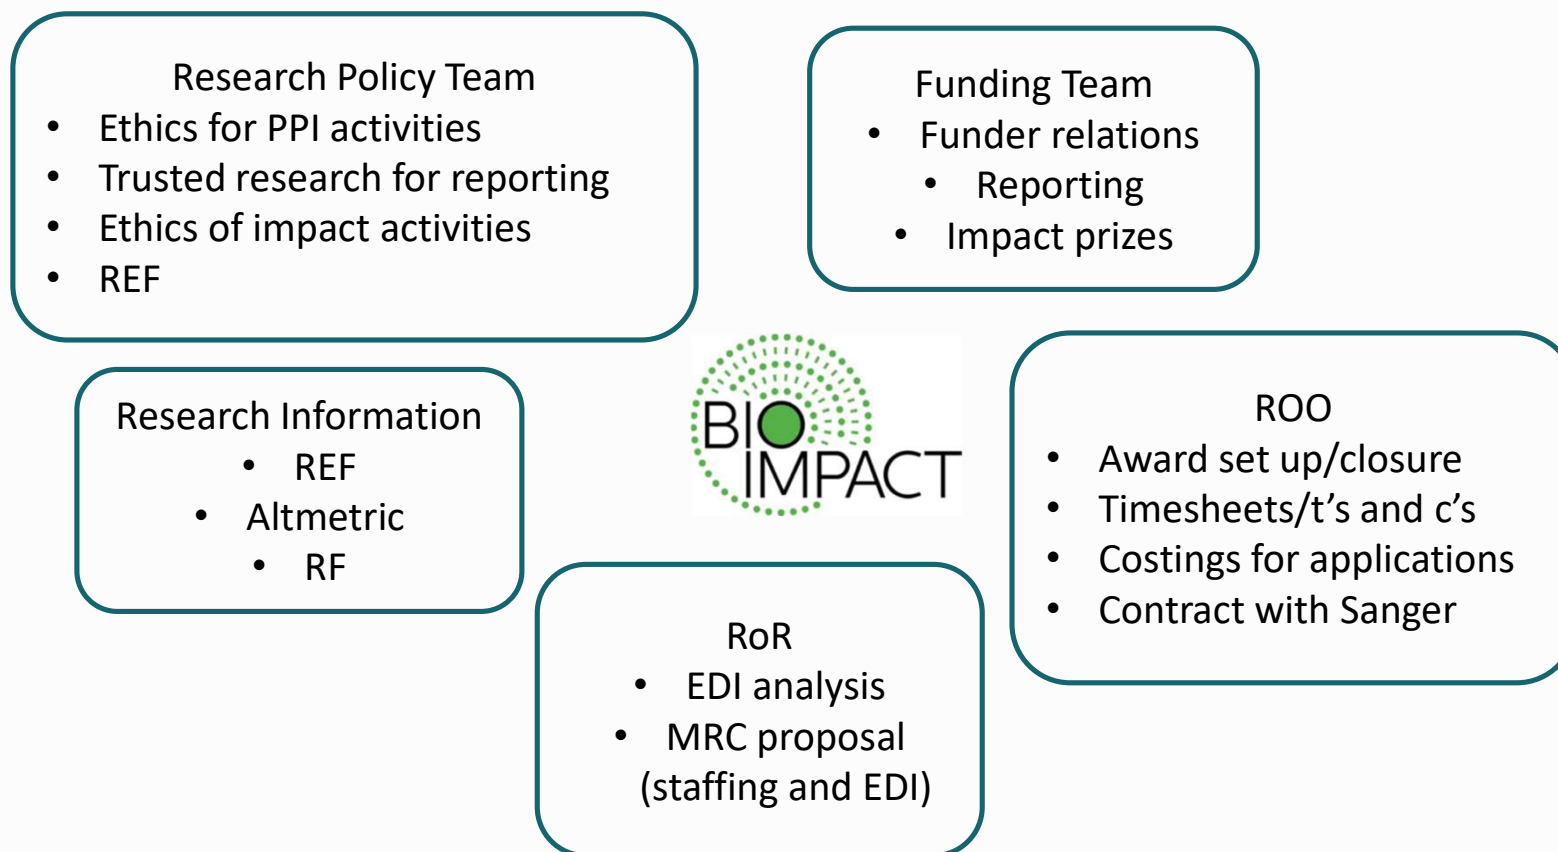 Research Policy Team
• Ethics for PPI activities
• Trusted research for reporting
• Ethics of impact activities
• REF
Funding Team
• Funder relations
• Reporting
• Impact prizes
Research Information
• REF
• Altmetric
• RF
BIO
IMPACT
ROO
• Award set up/closure
• Timesheets/t’s and c’s
• Costings for applications
• Contract with Sanger
RoR
• EDI analysis
• MRC proposal
(staffing and EDI)